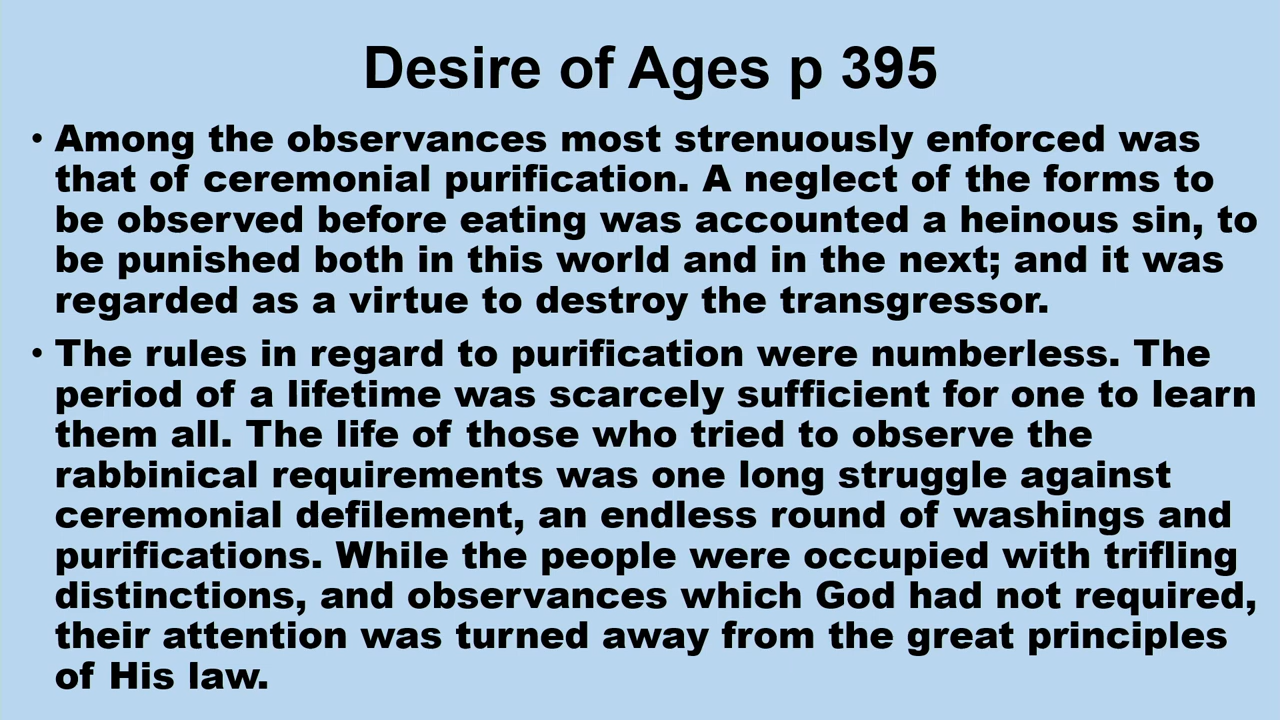 Desire of Ages p 395
• Among the observances most strenuously enforced was
that of ceremonial purification. A neglect of the forms to
be observed before eating was accounted a heinous sin, to
be punished both in this world and in the next; and it was
regarded as a virtue to destroy the transgressor.
• The rules in regard to purification were numberless. The
period of a lifetime was scarcely sufficient for one to learn
them all. The life of those who tried to observe the
rabbinical requirements was one long struggle against
ceremonial defilement, an endless round of washings and
purifications. While the people were occupied with trifling
distinctions, and observances which God had not required,
their attention was turned away from the great principles
of His law.